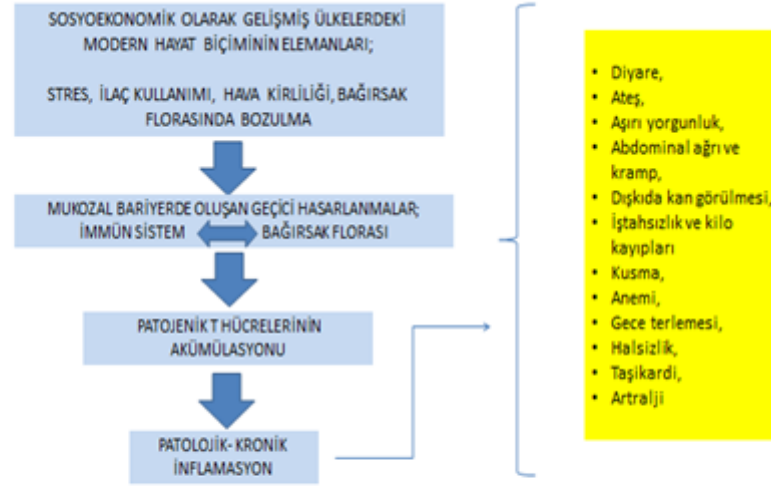 SOSYOEKONOMİK OLARAK GELİŞMİŞ ÜLKELERDEKİ
MODERN HAYAT BİÇİMİNİN ELEMANLARI;
STRES, İLAÇ KULLANIMI, HAVA KİRLİLİĞİ, BAĞIRSAK
FLORASINDA BOZULMA
MUKOZAL BARİYERDE OLUŞAN GEÇİCİ HASARLANMALAR;
İMMÜN SİSTEM BAĞIRSAK FLORASI
PATOJENİK T HÜCRELERİNİN
AKÜMÜLASYONU
PATOLOJİK- KRONİK
İNFLAMASYON
• Diyare,
• Ateş,
• Aşırı yorgunluk,
• Abdominal ağrı ve
kramp,
• Dışkıda kan görülmesi,
• İştahsızlık ve kilo
kayıpları
• Kusma,
• Anemi,
• Gece terlemesi,
• Halsizlik,
• Taşikardi,
• Artralji